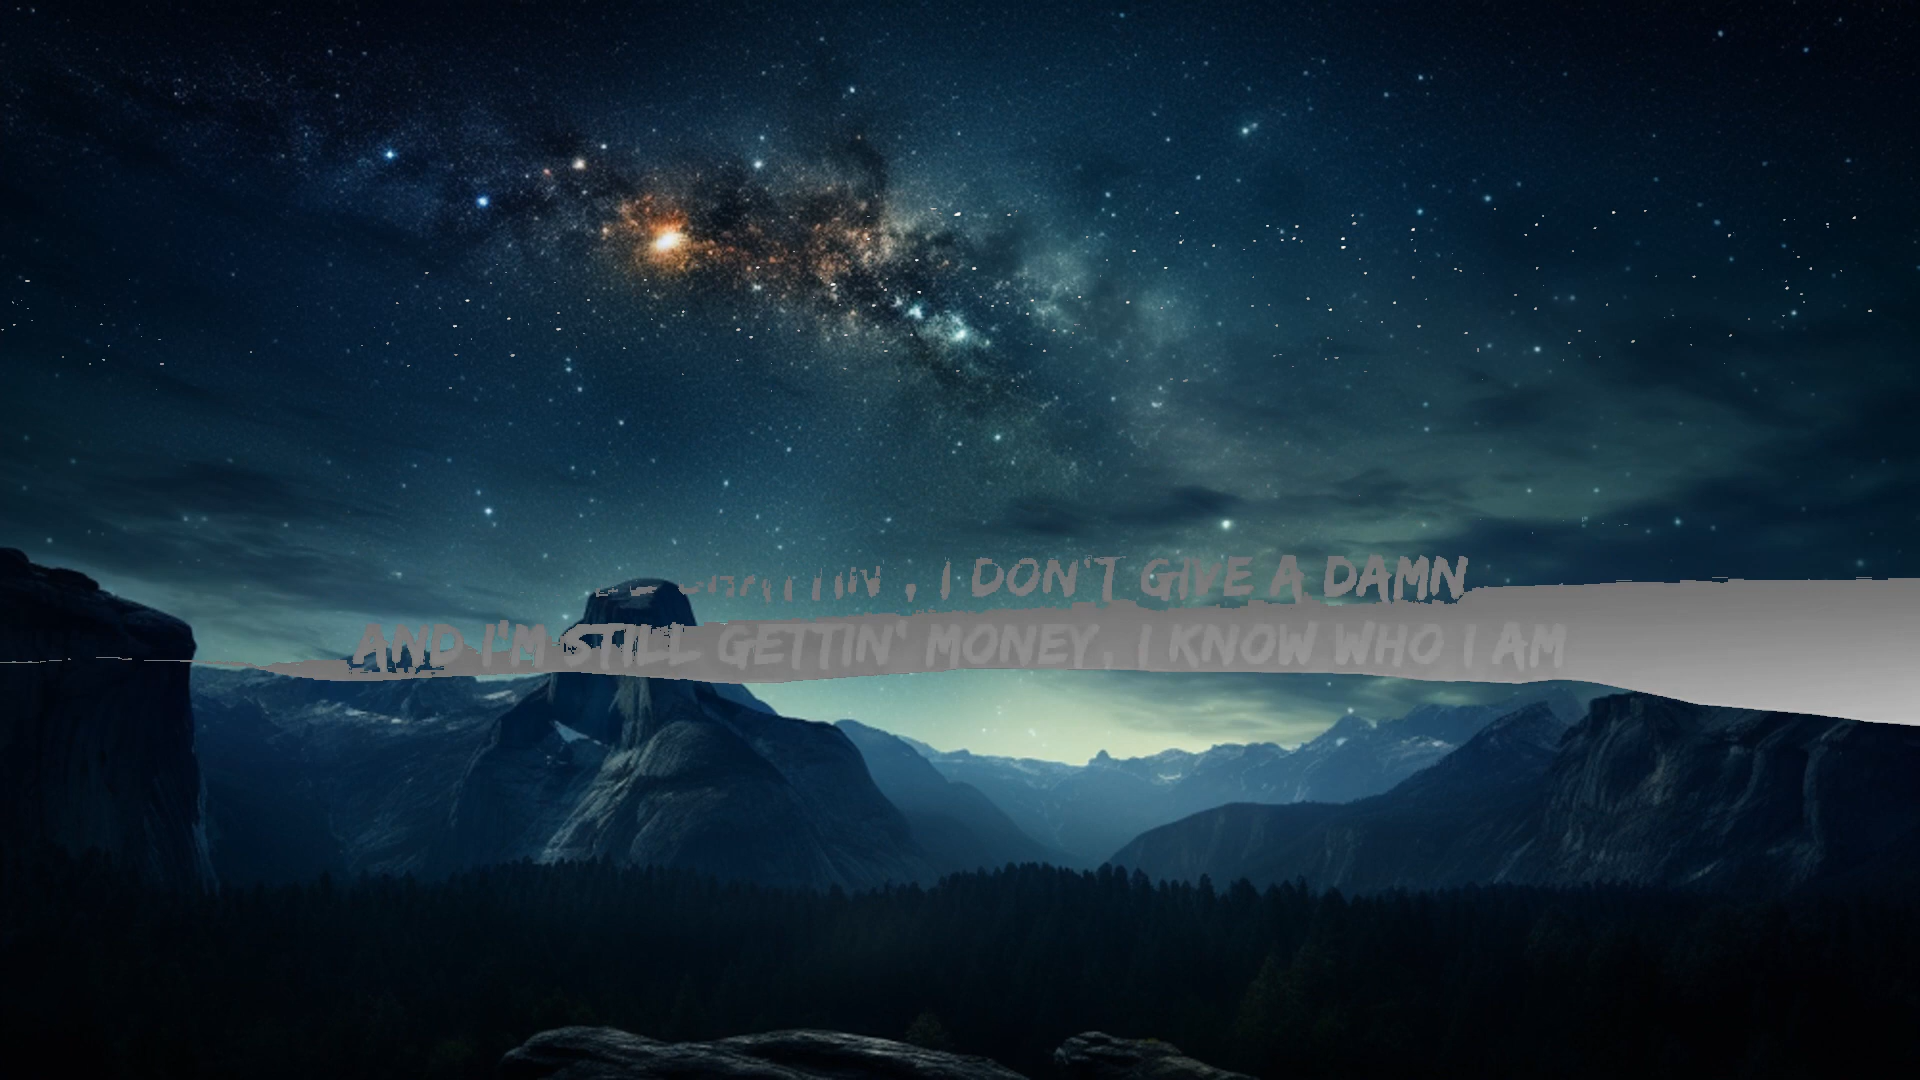 , I DON'T GIVE A DAMN
AND I'M STILL GETTIN' MONEY, I KNOW WHO I AM